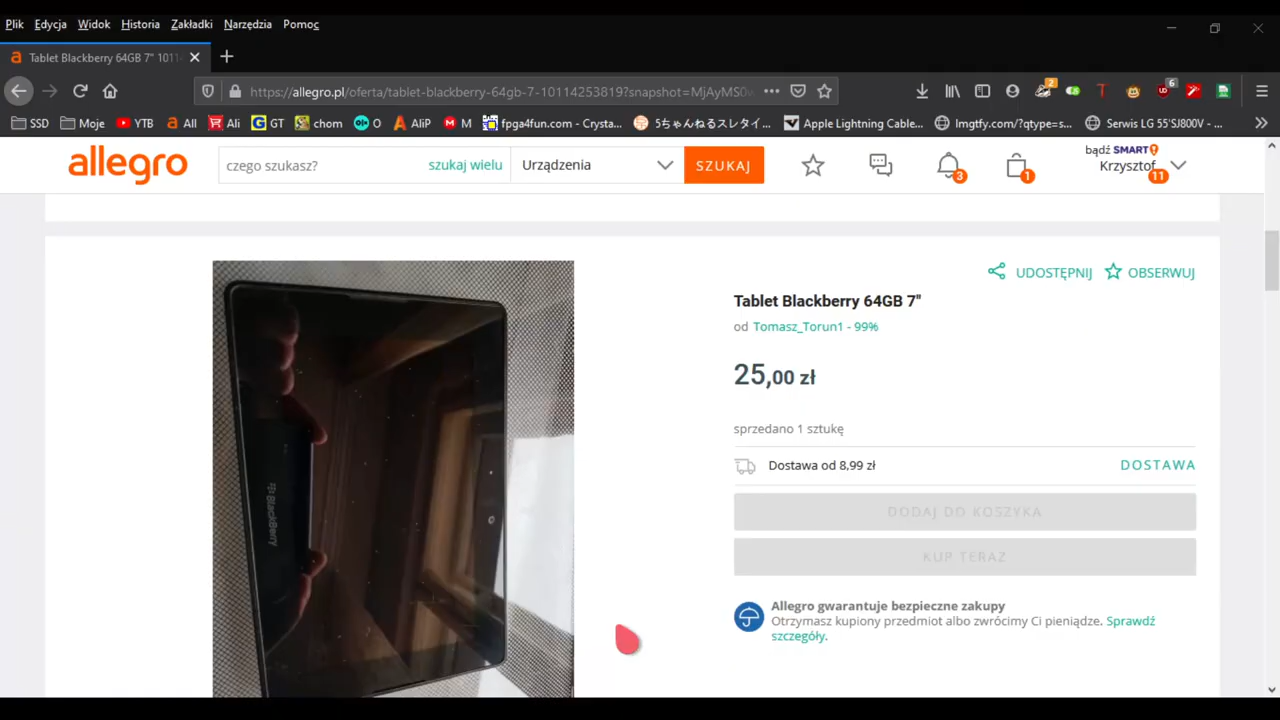 Plik Edycja Widok Historia Zakładki Narzędzia Pomoc
a Tablet Blackberry 64GB 7" 1011
https://allegro.pl/oferta/tablet-blackberry-64gb-7-10114253819?snapshot=MjAyMS0
2 6
SSD Moje YTB a All Ali G GT chom O A AliP M M fpga4fun.com - Crysta… 5ちゃんねるスレタイ… Apple Lightning Cable… Imgtfy.com/?qtype=s… Serwis LG 55'SJ800V - …
allegro czego szukasz? szukaj wielu Urządzenia SZUKAJ 3 1 bądź SMART!
Krzysztof 11
UDOSTĘPNIJ OBSERWUJ
Tablet Blackberry 64GB 7"
od Tomasz_Torun1 - 99%
25,00 zł
sprzedano 1 sztukę
Dostawa od 8,99 zł DOSTAWA
DODAJ DO KOSZYKA
KUP TERAZ
Allegro gwarantuje bezpieczne zakupy
Otrzymasz kupiony przedmiot albo zwrócimy Ci pieniądze. Sprawdź
szczegóły.
BlackBerry